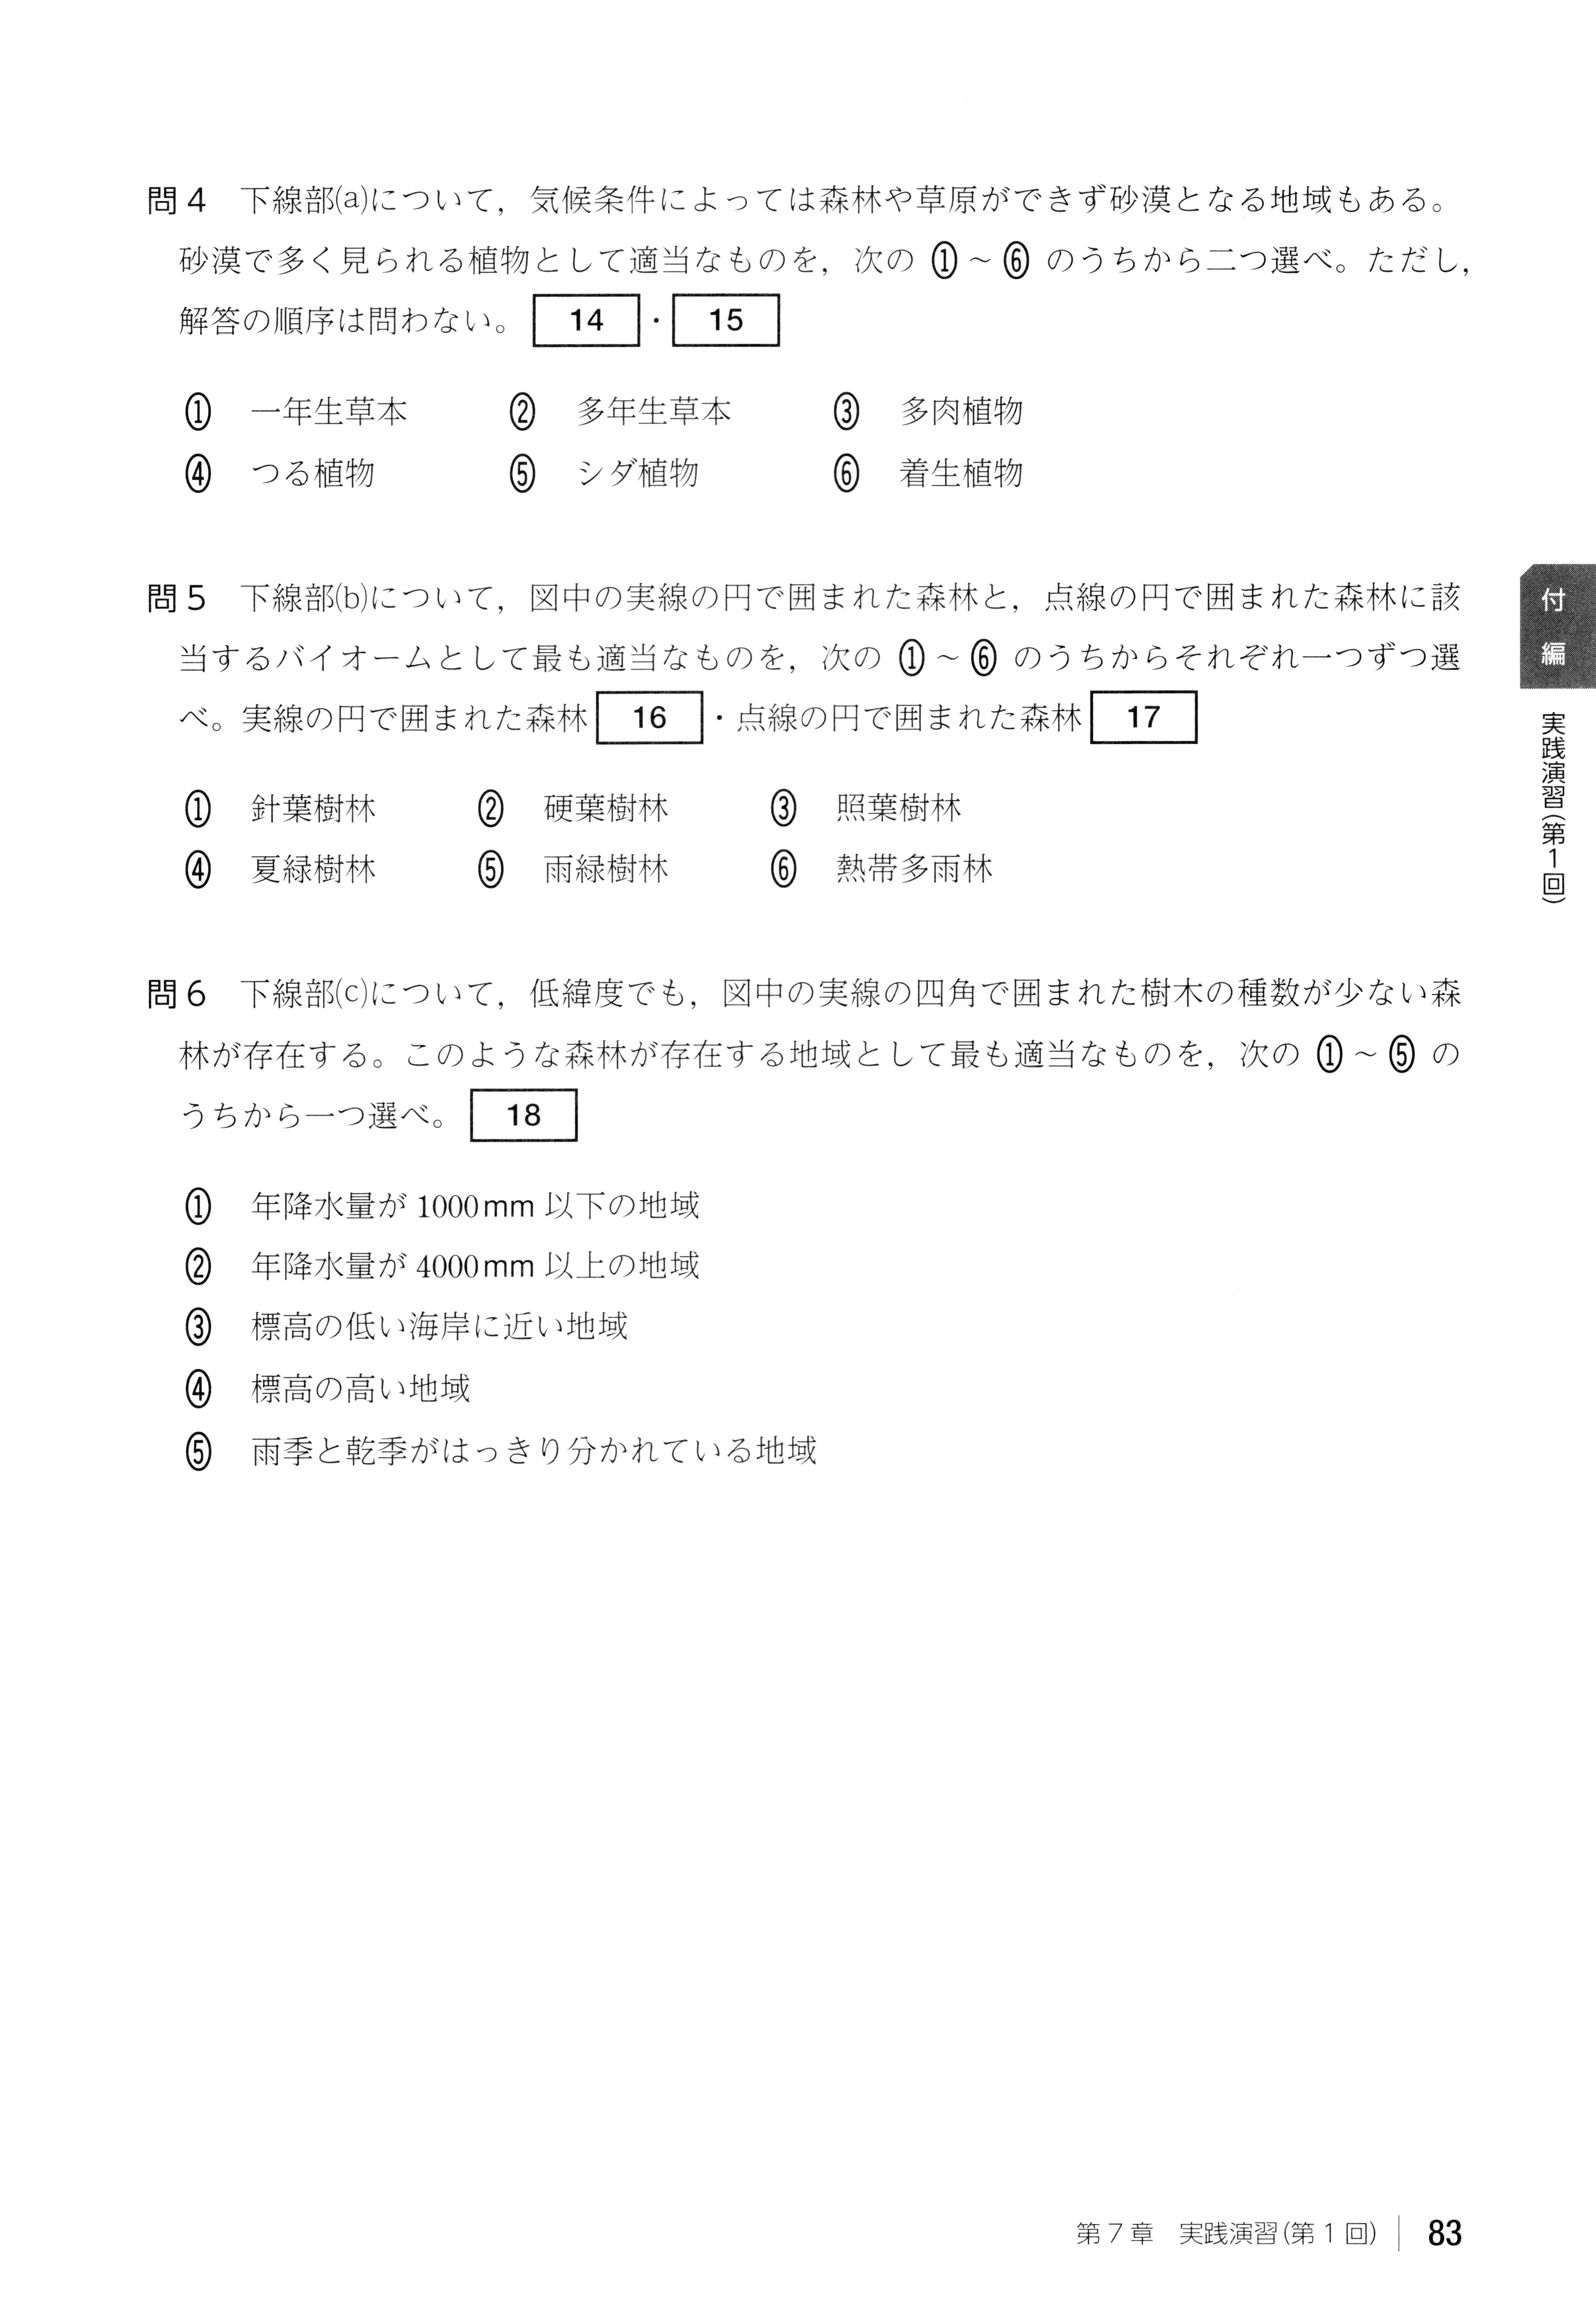 問4 下線部(a)について，気候条件によっては森林や草原ができず砂漠となる地域もある。
砂漠で多く見られる植物として適当なものを，次の ①～⑥ のうちから二つ選べ。ただし，
解答の順序は問わない。 14 ・ 15
① 一年生草本 ② 多年生草本 ③ 多肉植物
④ つる植物 ⑤ シダ植物 ⑥ 着生植物
問5 下線部(b)について，図中の実線の円で囲まれた森林と，点線の円で囲まれた森林に該
当するバイオームとして最も適当なものを，次の ①～⑥ のうちからそれぞれ一つずつ選
べ。実線の円で囲まれた森林 16 ・点線の円で囲まれた森林 17
① 針葉樹林 ② 硬葉樹林 ③ 照葉樹林
④ 夏緑樹林 ⑤ 雨緑樹林 ⑥ 熱帯多雨林
問6 下線部(c)について，低緯度でも，図中の実線の四角で囲まれた樹木の種数が少ない森
林が存在する。このような森林が存在する地域として最も適当なものを，次の ①～⑤ の
うちから一つ選べ。 18
① 年降水量が 1000mm 以下の地域
② 年降水量が 4000mm 以上の地域
③ 標高の低い海岸に近い地域
④ 標高の高い地域
⑤ 雨季と乾季がはっきり分かれている地域
付編
実践演習(第1回)
第7章 実践演習(第1回) 83